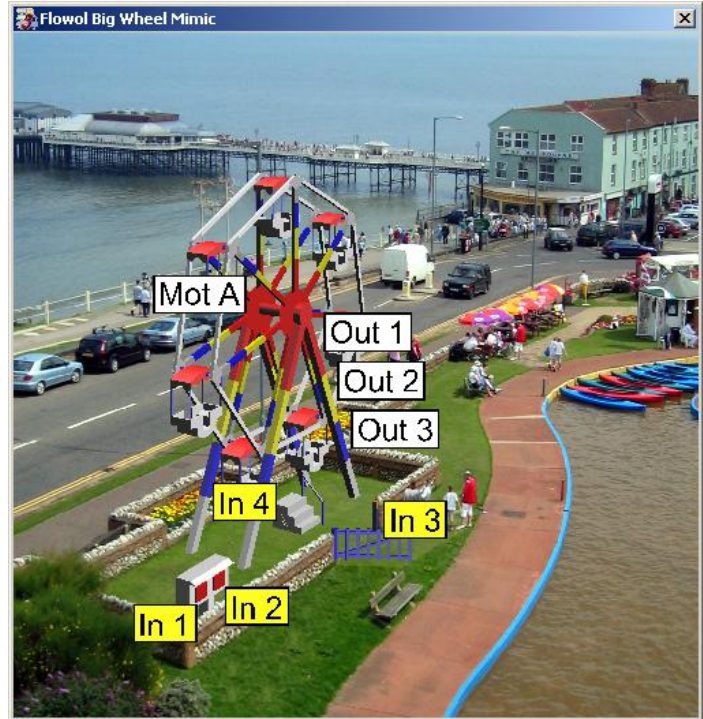 Flowol Big Wheel Mimic
Mot A
Out 1
Out 2
Out 3
In 4
In 3
In 2
In 1